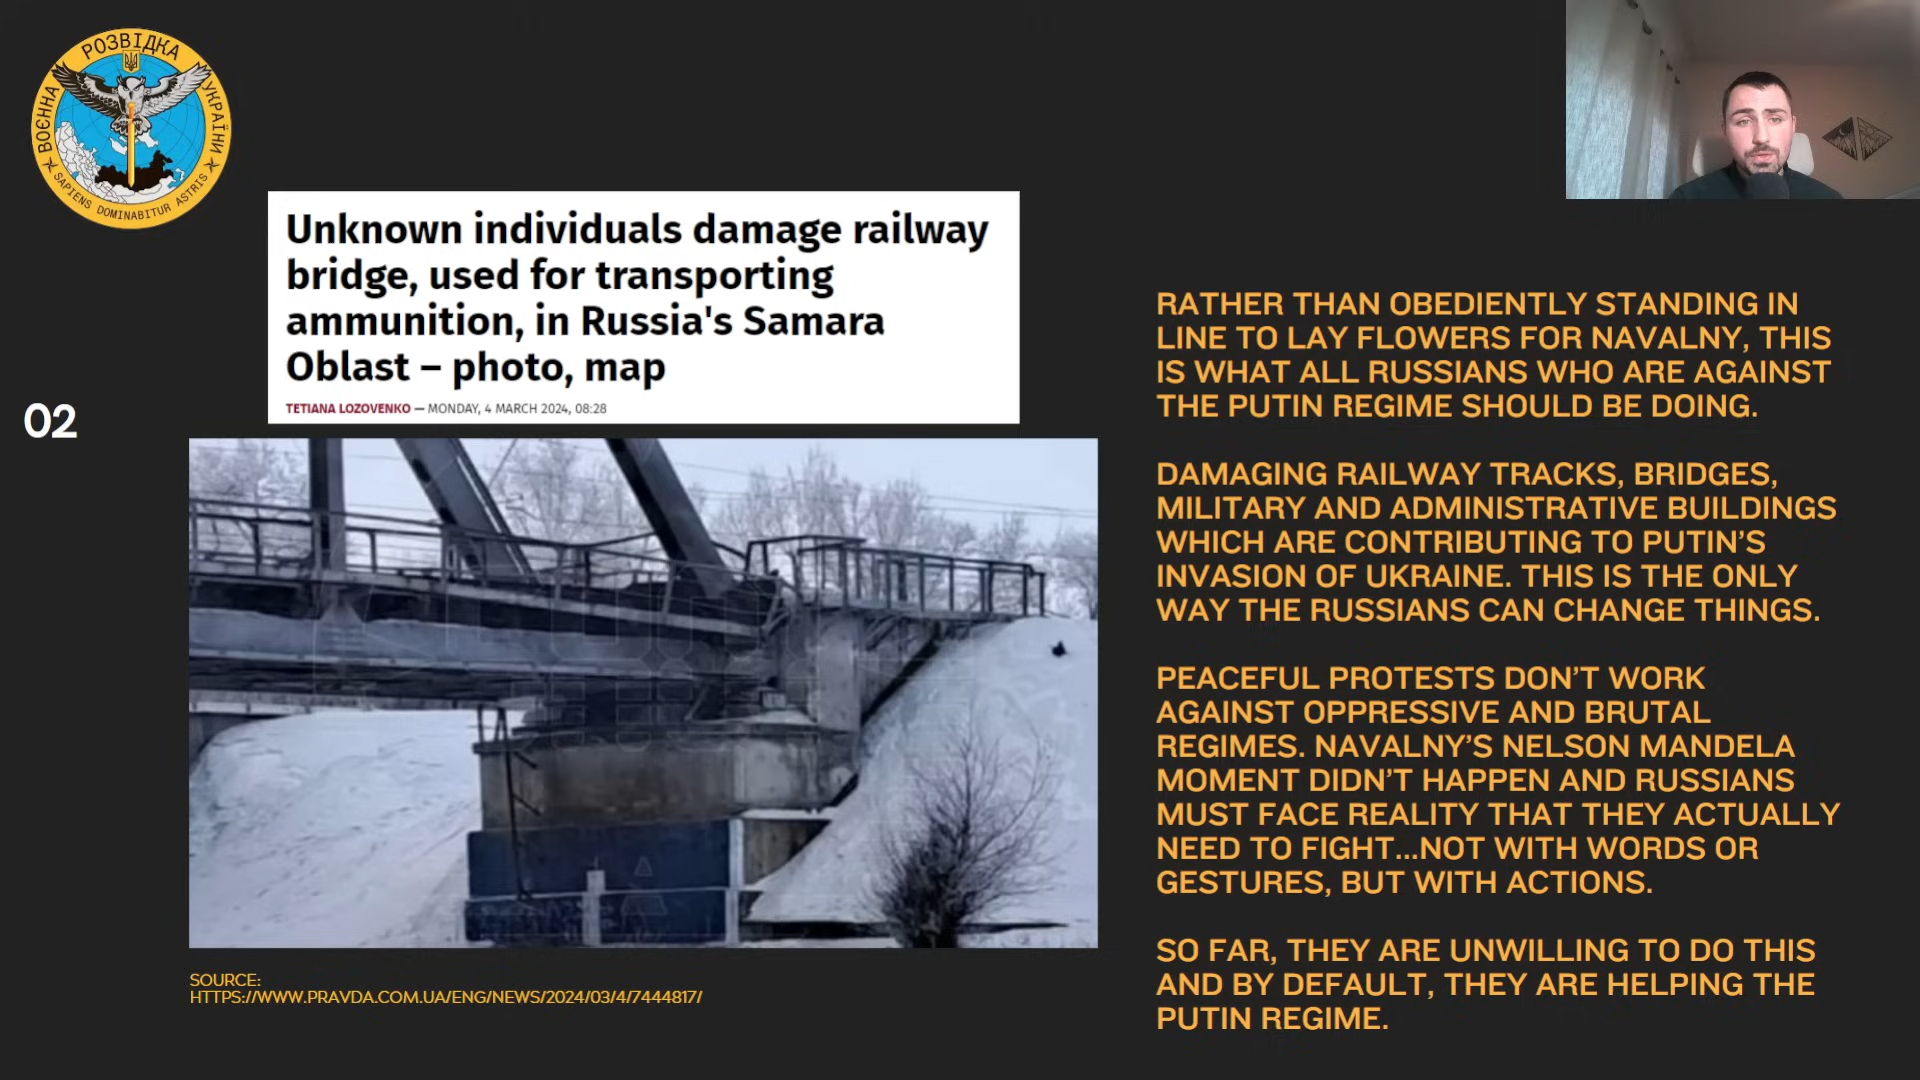 РОЗВІДКА
ВОЄННА
УКРАЇНИ
SAPIENS DOMINABITUR ASTRIS
Unknown individuals damage railway
bridge, used for transporting
ammunition, in Russia's Samara
Oblast – photo, map
TETIANA LOZOVENKO — MONDAY, 4 MARCH 2024, 08:28
02
SOURCE:
HTTPS://WWW.PRAVDA.COM.UA/ENG/NEWS/2024/03/4/7444817/
RATHER THAN OBEDIENTLY STANDING IN
LINE TO LAY FLOWERS FOR NAVALNY, THIS
IS WHAT ALL RUSSIANS WHO ARE AGAINST
THE PUTIN REGIME SHOULD BE DOING.
DAMAGING RAILWAY TRACKS, BRIDGES,
MILITARY AND ADMINISTRATIVE BUILDINGS
WHICH ARE CONTRIBUTING TO PUTIN'S
INVASION OF UKRAINE. THIS IS THE ONLY
WAY THE RUSSIANS CAN CHANGE THINGS.
PEACEFUL PROTESTS DON'T WORK
AGAINST OPPRESSIVE AND BRUTAL
REGIMES. NAVALNY'S NELSON MANDELA
MOMENT DIDN'T HAPPEN AND RUSSIANS
MUST FACE REALITY THAT THEY ACTUALLY
NEED TO FIGHT...NOT WITH WORDS OR
GESTURES, BUT WITH ACTIONS.
SO FAR, THEY ARE UNWILLING TO DO THIS
AND BY DEFAULT, THEY ARE HELPING THE
PUTIN REGIME.